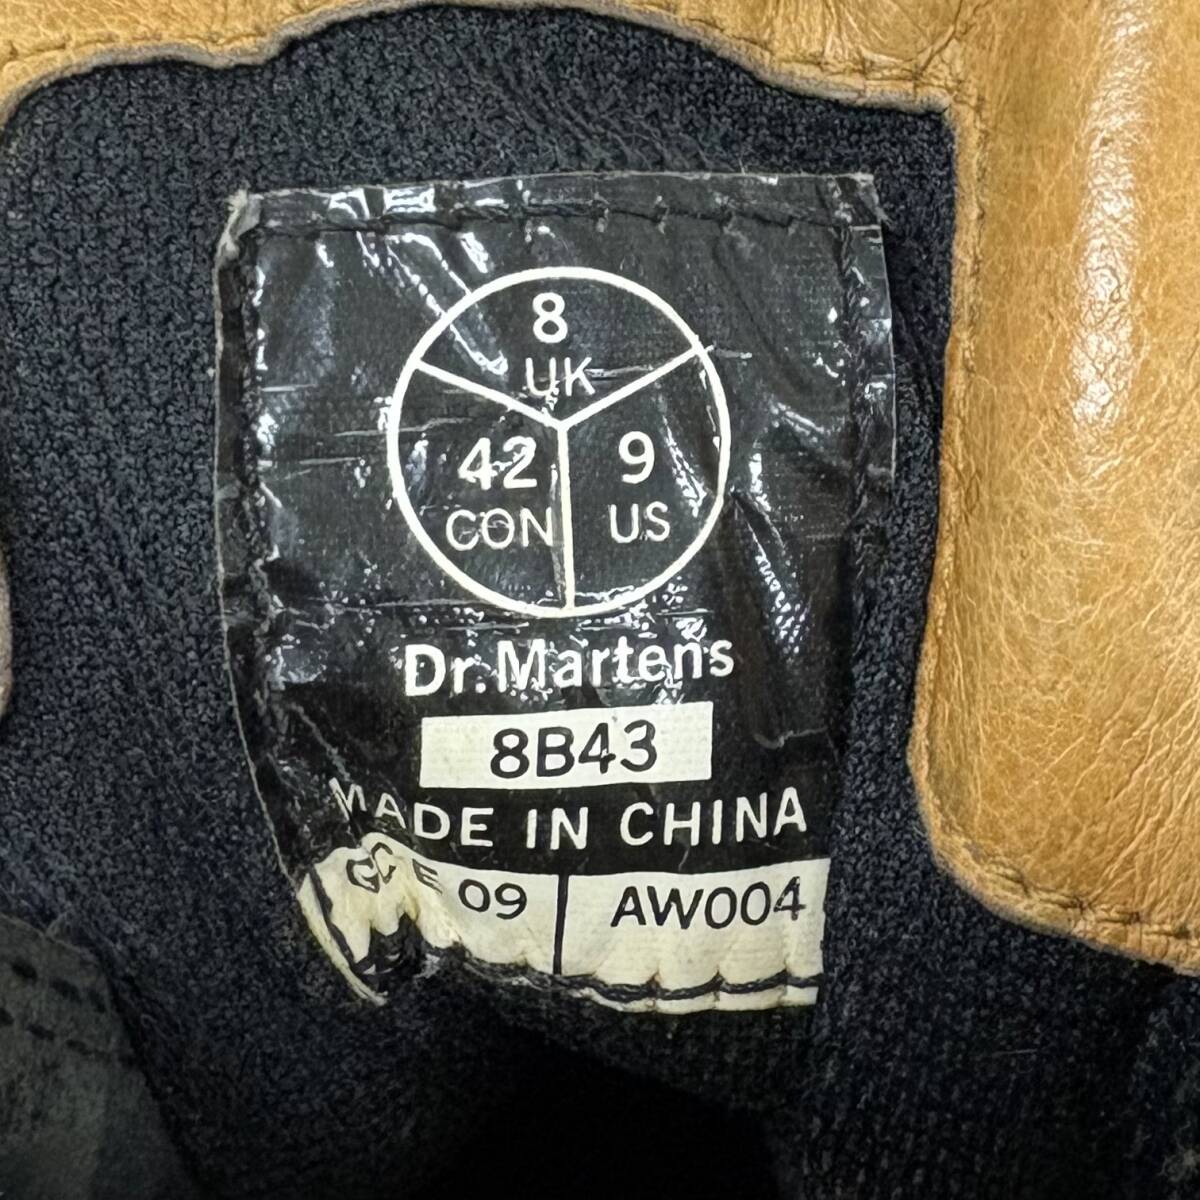 8
UK
42
CON
9
US
Dr.Martens
8B43
MADE IN CHINA
09
AW004